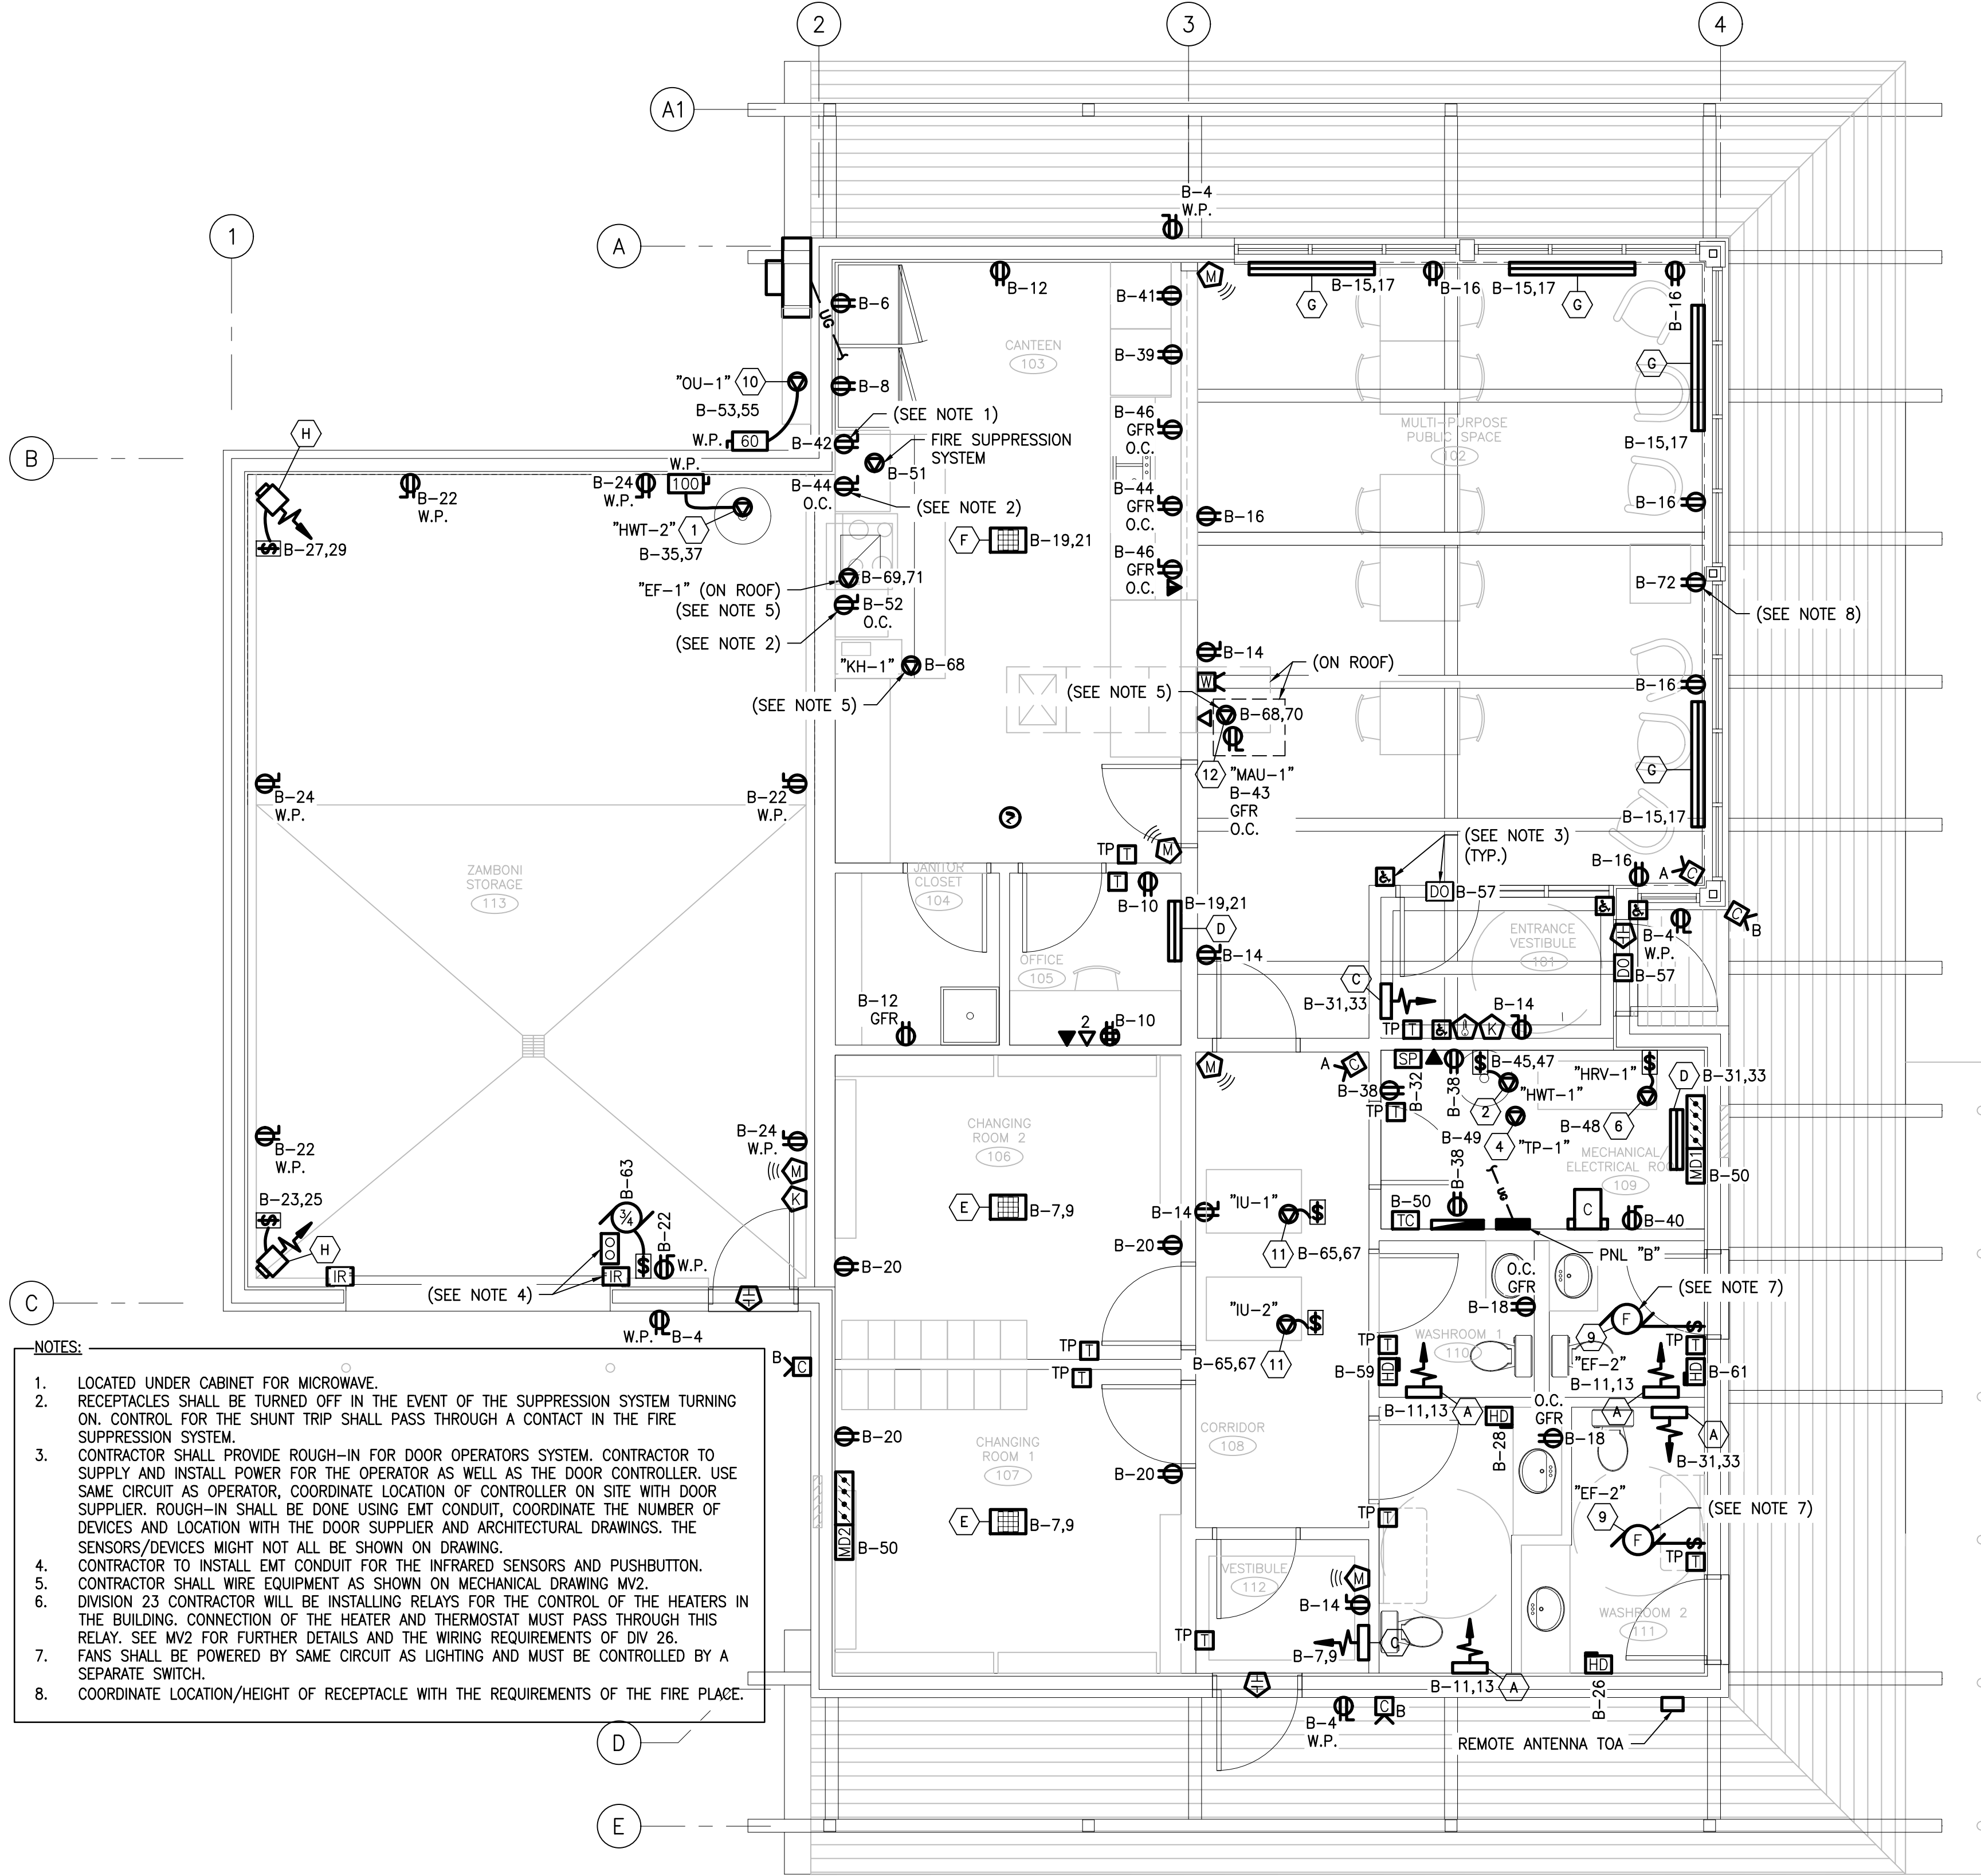 2
3
4
A1
B-4
W.P.
1
A
M
B-12
B-6
UG
B-41
B-15,17
G
B-16
B-15,17
G
B-16
CANTEEN
103
B-39
G
"OU-1"
10
B-8
B-53,55
(SEE NOTE 1)
B-46
GFR
O.C.
MULTI-PURPOSE
PUBLIC SPACE
102
B-15,17
H
W.P.
60
B-42
FIRE SUPPRESSION
SYSTEM
B
W.P.
B-51
B-22
W.P.
B-24
W.P.
100
B-44
O.C.
(SEE NOTE 2)
B-44
GFR
O.C.
B-16
B-16
"HWT-2"
1
B-35,37
$
B-27,29
F
B-19,21
B-46
GFR
O.C.
B-69,71
"EF-1" (ON ROOF)
(SEE NOTE 5)
B-52
O.C.
(SEE NOTE 2)
B-72
(SEE NOTE 8)
"KH-1"
B-68
B-14
(ON ROOF)
W
(SEE NOTE 5)
(SEE NOTE 5)
B-16
B-68,70
12
"MAU-1"
B-43
GFR
O.C.
G
B-24
W.P.
B-22
W.P.
B-15,17
(SEE NOTE 3)
(TYP.)
TP
T
M
B-16
A
C
ZAMBONI
STORAGE
113
JANITOR
CLOSET
104
T
B-10
DO
B-57
B-19,21
D
C
B
B-4
W.P.
ENTRANCE
VESTIBULE
101
OFFICE
105
B-14
DO
B-57
C
B-31,33
B-12
GFR
2
B-10
TP
T
K
B-14
M
A
C
SP
B-32
B-38
$
B-45,47
"HRV-1"
$
D
B-31,33
B-38
"HWT-1"
2
TP
T
CHANGING
ROOM 2
106
B-22
W.P.
B-24
W.P.
B-49
4
"TP-1"
B-48
6
MECHANICAL/
109
M
K
B-38
MD1
B-50
B-23,25
$
B-63
3/4
B-22
E
B-7,9
B-14
"IU-1"
$
B-50
TC
UG
C
B-40
H
IR
IR
$
W.P.
B-20
11
B-65,67
PNL "B"
B-20
(SEE NOTE 4)
O.C.
GFR
B-18
(SEE NOTE 7)
C
W.P.
B-4
"IU-2"
$
F
$
9
WASHROOM 1
110
TP
T
TP
T
TP
T
"EF-2"
B
C
TP
T
B-65,67
11
B-59
HD
HD
B-61
B-11,13
A
B-11,13
A
O.C.
GFR
HD
B-28
B-18
A
B-31,33
CORRIDOR
108
CHANGING
ROOM 1
107
B-20
B-20
"EF-2"
9
(SEE NOTE 7)
E
B-7,9
TP
T
F
$
TP
T
MD2
B-50
VESTIBULE
112
M
B-14
WASHROOM 2
111
TP
T
B-7,9
C
HD
B-26
B-11,13
A
B-4
W.P.
C
B
REMOTE ANTENNA TOA
D
E
NOTES:
1. LOCATED UNDER CABINET FOR MICROWAVE.
2. RECEPTACLES SHALL BE TURNED OFF IN THE EVENT OF THE SUPPRESSION SYSTEM TURNING
ON. CONTROL FOR THE SHUNT TRIP SHALL PASS THROUGH A CONTACT IN THE FIRE
SUPPRESSION SYSTEM.
3. CONTRACTOR SHALL PROVIDE ROUGH-IN FOR DOOR OPERATORS SYSTEM. CONTRACTOR TO
SUPPLY AND INSTALL POWER FOR THE OPERATOR AS WELL AS THE DOOR CONTROLLER. USE
SAME CIRCUIT AS OPERATOR, COORDINATE LOCATION OF CONTROLLER ON SITE WITH DOOR
SUPPLIER. ROUGH-IN SHALL BE DONE USING EMT CONDUIT, COORDINATE THE NUMBER OF
DEVICES AND LOCATION WITH THE DOOR SUPPLIER AND ARCHITECTURAL DRAWINGS. THE
SENSORS/DEVICES MIGHT NOT ALL BE SHOWN ON DRAWING.
4. CONTRACTOR TO INSTALL EMT CONDUIT FOR THE INFRARED SENSORS AND PUSHBUTTON.
5. CONTRACTOR SHALL WIRE EQUIPMENT AS SHOWN ON MECHANICAL DRAWING MV2.
6. DIVISION 23 CONTRACTOR WILL BE INSTALLING RELAYS FOR THE CONTROL OF THE HEATERS IN
THE BUILDING. CONNECTION OF THE HEATER AND THERMOSTAT MUST PASS THROUGH THIS
RELAY. SEE MV2 FOR FURTHER DETAILS AND THE WIRING REQUIREMENTS OF DIV 26.
7. FANS SHALL BE POWERED BY SAME CIRCUIT AS LIGHTING AND MUST BE CONTROLLED BY A
SEPARATE SWITCH.
8. COORDINATE LOCATION/HEIGHT OF RECEPTACLE WITH THE REQUIREMENTS OF THE FIRE PLACE.